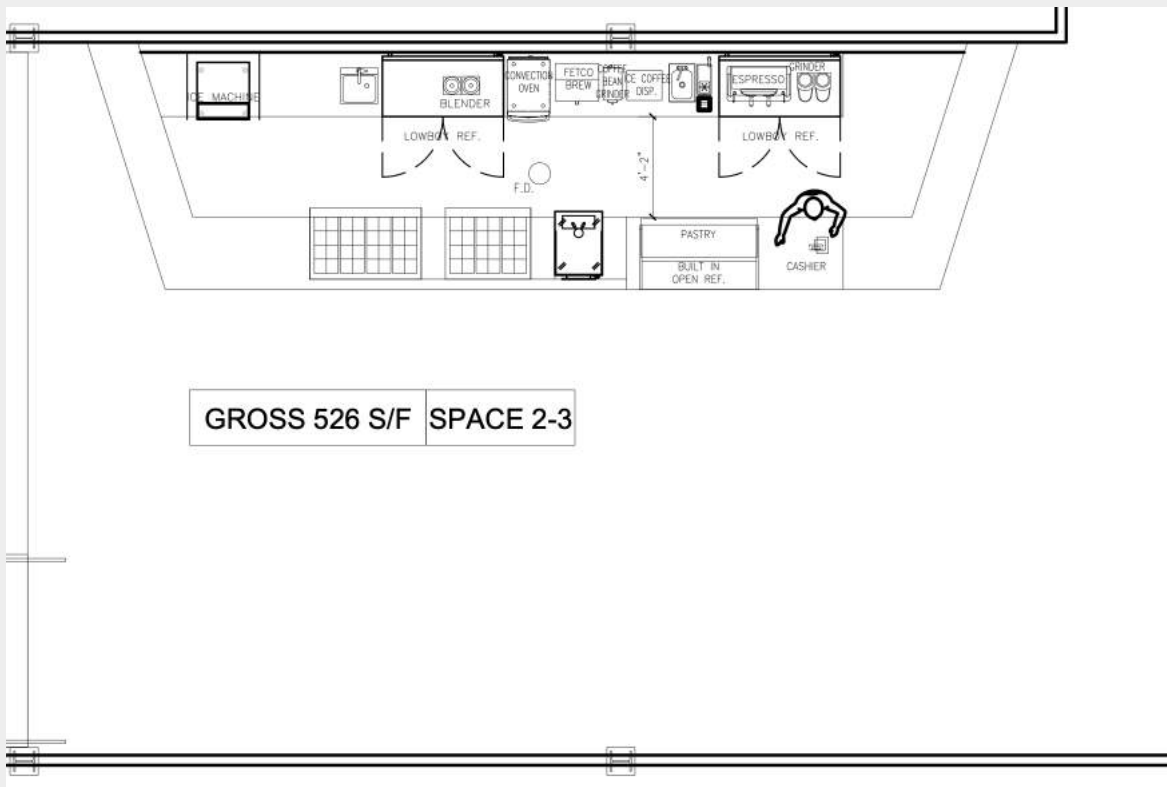 ICE MACHINE
BLENDER
CONVECTION
OVEN
FETCO
BREW
COFFEE
BEAN
GRINDER
ICE COFFEE
DISP.
ESPRESSO
GRINDER
LOWBOY REF.
LOWBOY REF.
4'-2"
F.D.
PASTRY
BUILT IN
OPEN REF.
CASHIER
GROSS 526 S/F
SPACE 2-3